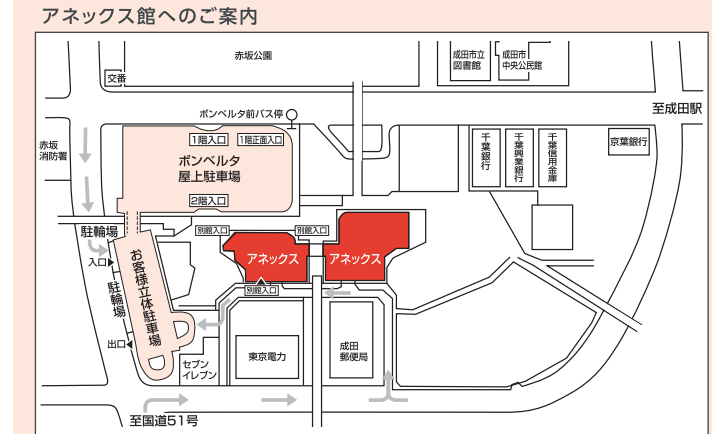 アネックス館へのご案内
赤坂公園
成田市立
図書館
成田市
中央公民館
交番
ボンベルタ前バス停
至成田駅
赤坂
消防署
1階入口
1階正面入口
ボンベルタ
屋上駐車場
2階入口
千葉銀行
千葉興業銀行
千葉信用金庫
京葉銀行
駐輪場
入口
別館入口
別館入口
アネックス
アネックス
別館入口
お客様立体駐車場
駐輪場
出口
セブン
イレブン
東京電力
成田
郵便局
至国道51号